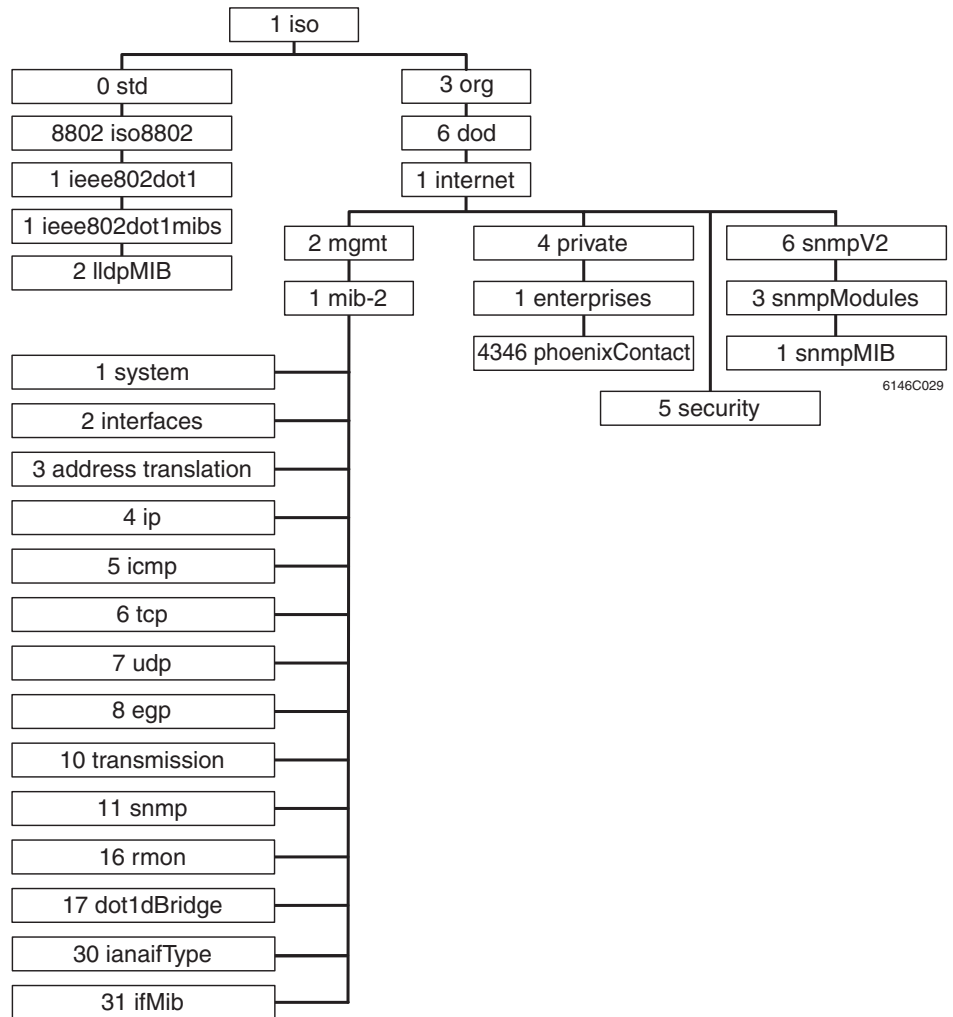 1 iso
0 std
3 org
8802 iso8802
6 dod
1 ieee802dot1
1 internet
1 ieee802dot1mibs
2 mgmt
4 private
6 snmpV2
2 lldpMIB
1 mib-2
1 enterprises
3 snmpModules
4346 phoenixContact
1 snmpMIB
6146C029
1 system
5 security
2 interfaces
3 address translation
4 ip
5 icmp
6 tcp
7 udp
8 egp
10 transmission
11 snmp
16 rmon
17 dot1dBridge
30 ianaifType
31 ifMib